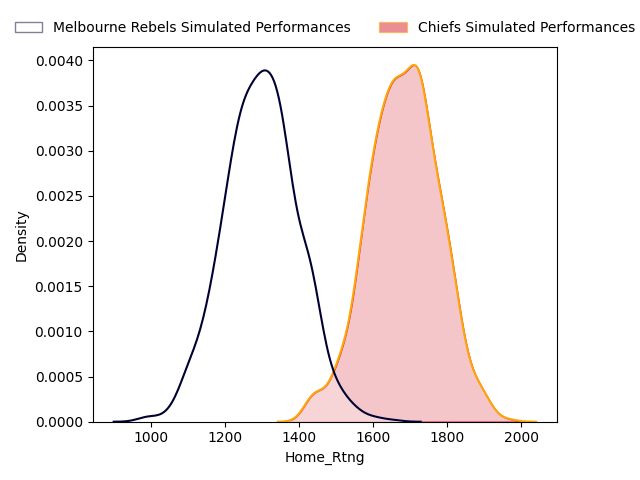 Melbourne Rebels Simulated Performances Chiefs Simulated Performances
0.0040
0.0035
0.0030
0.0025
0.0020
0.0015
0.0010
0.0005
0.0000
Density
1000 1200 1400 1600 1800 2000
Home_Rtng